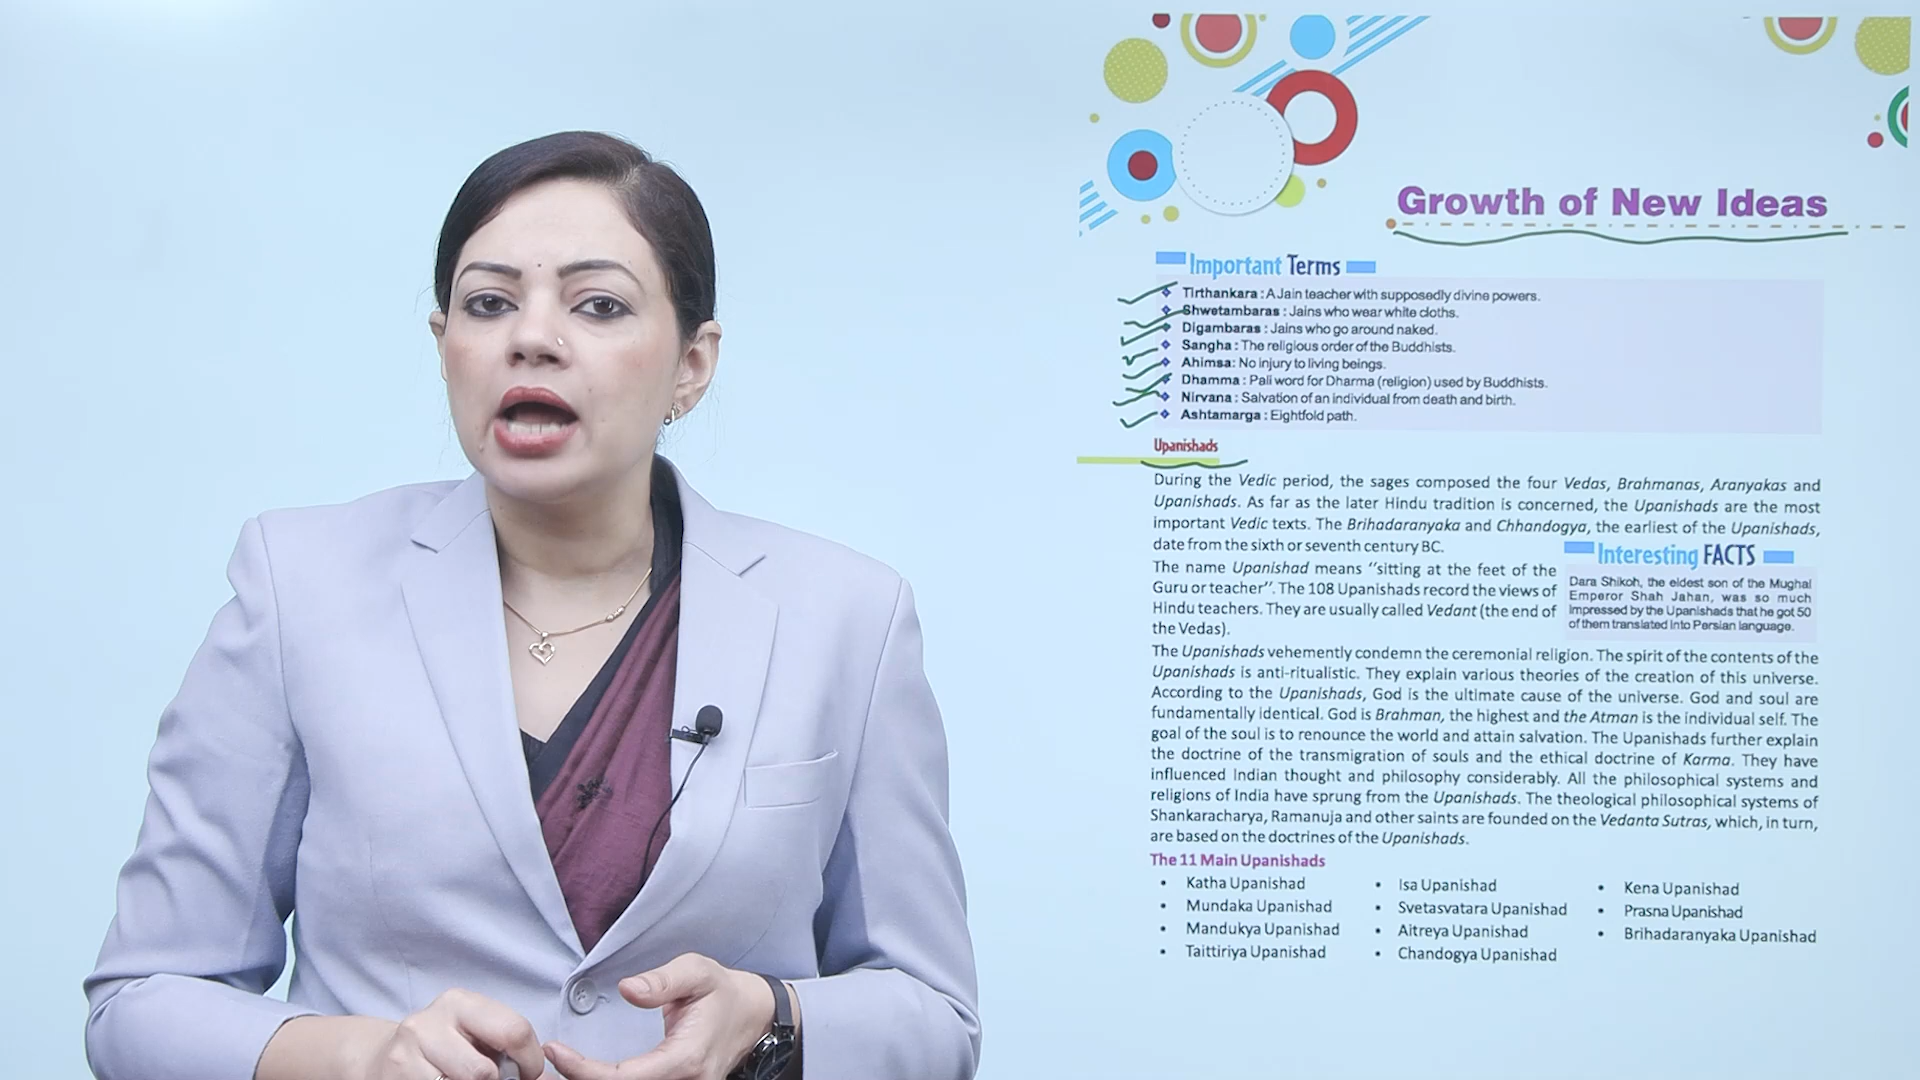 Growth of New Ideas
Important Terms
Tirthankara : A Jain teacher with supposedly divine powers.
Shwetambaras : Jains who wear white cloths.
Digambaras : Jains who go around naked.
Sangha : The religious order of the Buddhists.
Ahimsa: No injury to living beings.
Dhamma : Pali word for Dharma (religion) used by Buddhists.
Nirvana : Salvation of an individual from death and birth.
Ashtamarga : Eightfold path.
Upanishads
During the Vedic period, the sages composed the four Vedas, Brahmanas, Aranyakas and
Upanishads. As far as the later Hindu tradition is concerned, the Upanishads are the most
important Vedic texts. The Brihadaranyaka and Chhandogya, the earliest of the Upanishads,
date from the sixth or seventh century BC.
The name Upanishad means "sitting at the feet of the
Guru or teacher". The 108 Upanishads record the views of
Hindu teachers. They are usually called Vedant (the end of
the Vedas).
Interesting FACTS
Dara Shikoh, the eldest son of the Mughal
Emperor Shah Jahan, was so much
impressed by the Upanishads that he got 50
of them translated into Persian language.
The Upanishads vehemently condemn the ceremonial religion. The spirit of the contents of the
Upanishads is anti-ritualistic. They explain various theories of the creation of this universe.
According to the Upanishads, God is the ultimate cause of the universe. God and soul are
fundamentally identical. God is Brahman, the highest and the Atman is the individual self. The
goal of the soul is to renounce the world and attain salvation. The Upanishads further explain
the doctrine of the transmigration of souls and the ethical doctrine of Karma. They have
influenced Indian thought and philosophy considerably. All the philosophical systems and
religions of India have sprung from the Upanishads. The theological philosophical systems of
Shankaracharya, Ramanuja and other saints are founded on the Vedanta Sutras, which, in turn,
are based on the doctrines of the Upanishads.
The 11 Main Upanishads
• Katha Upanishad
• Mundaka Upanishad
• Mandukya Upanishad
• Taittiriya Upanishad
• Isa Upanishad
• Svetasvatara Upanishad
• Aitreya Upanishad
• Chandogya Upanishad
• Kena Upanishad
• Prasna Upanishad
• Brihadaranyaka Upanishad